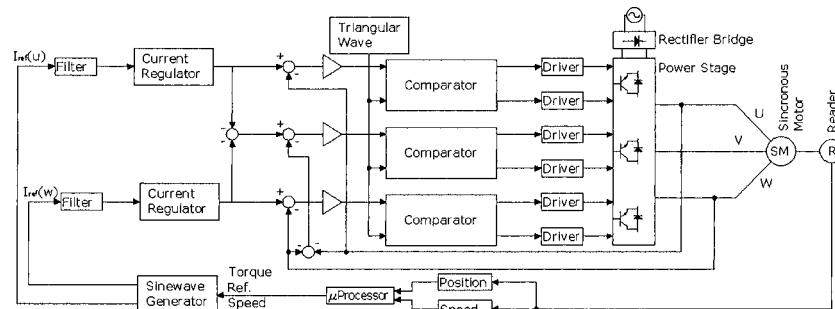 Iref(u)
Filter
Current
Regulator
+
-
Triangular
Wave
Comparator
Driver
Driver
Rectifier Bridge
Power Stage
-
-
+
-
Comparator
Driver
Driver
U
V
W
Sincronous
Motor
SM
Reader
R
Iref(w)
Filter
Current
Regulator
+
-
Comparator
Driver
Driver
-
-
Sinewave
Generator
Torque
Ref.
Speed
μProcessor
Position
Speed